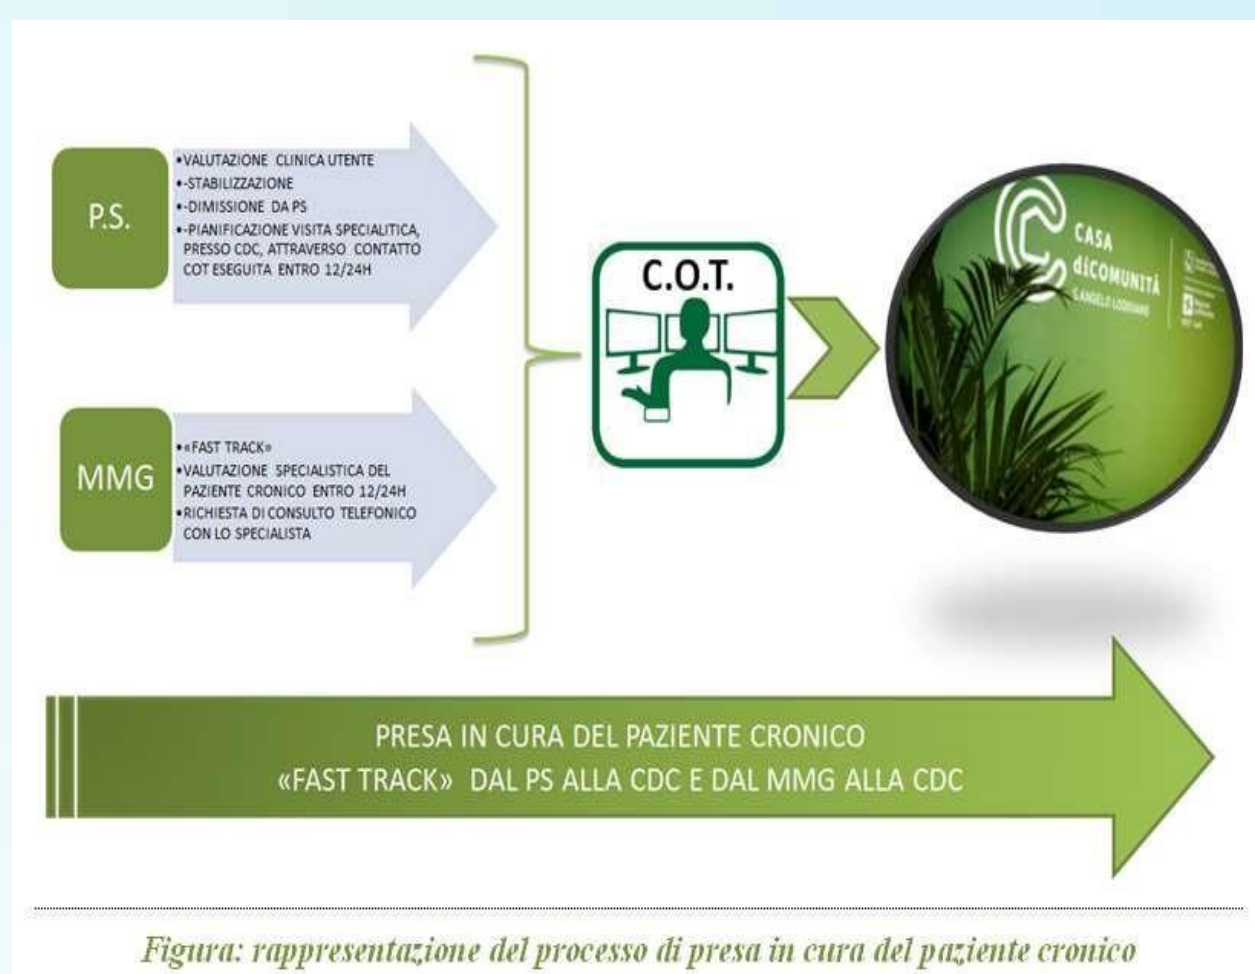 P.S.
•VALUTAZIONE CLINICA UTENTE
•-STABILIZZAZIONE
•-DIMISSIONE DA PS
•-PIANIFICAZIONE VISITA SPECIALITICA,
PRESSO CDC, ATTRAVERSO CONTATTO
COT ESEGUITA ENTRO 12/24H
MMG
•«FAST TRACK»
•VALUTAZIONE SPECIALISTICA DEL
PAZIENTE CRONICO ENTRO 12/24H
•RICHIESTA DI CONSULTO TELEFONICO
CON LO SPECIALISTA
C.O.T.
CASA
diCOMUNITÀ
S.ANGELO LODIGIANO
PRESA IN CURA DEL PAZIENTE CRONICO
«FAST TRACK» DAL PS ALLA CDC E DAL MMG ALLA CDC
Figura: rappresentazione del processo di presa in cura del paziente cronico